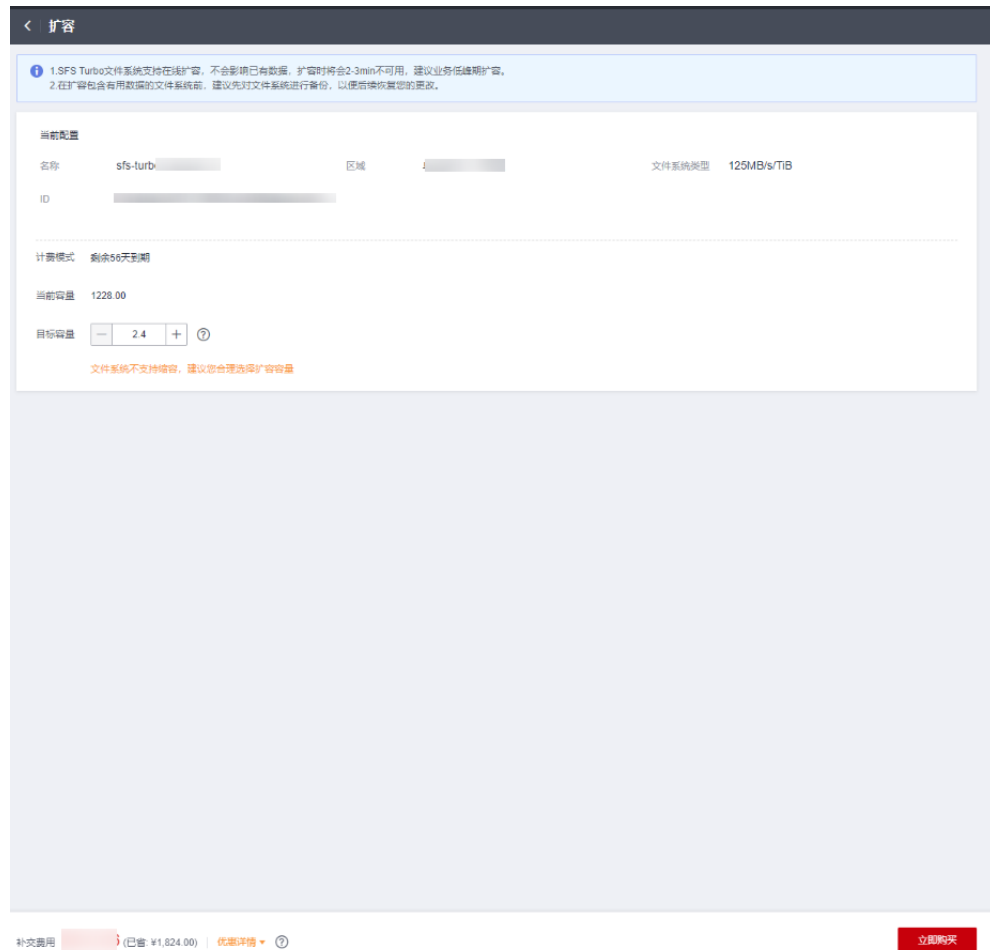 扩容
1.SFS Turbo文件系统支持在线扩容，不会影响已有数据，扩容时将会2-3min不可用，建议业务低峰期扩容。
2.在扩容包含有用数据的文件系统前，建议先对文件系统进行备份，以便后续恢复您的更改。
当前配置
名称 sfs-turb 区域 文件系统类型 125MB/s/TiB
ID
计费模式 剩余56天到期
当前容量 1228.00
目标容量 — 2.4 + ?
文件系统不支持缩容，建议您合理选择扩容容量
补交费用 (已省: ¥1,824.00) 优惠详情 ?
立即购买